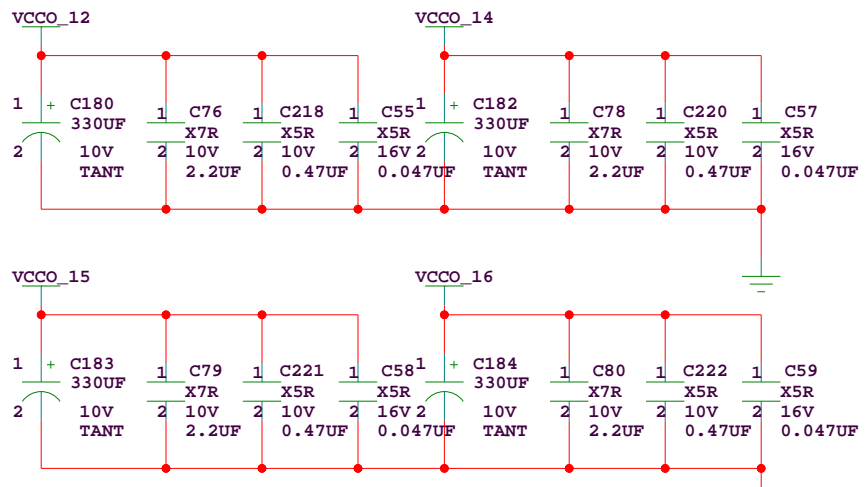 VCCO_12 VCCO_14
1 + C180 1 C76 1 C218 1 C55 1 + C182 1 C78 1 C220 1 C57
330UF X7R X5R X5R 330UF X7R X5R X5R
2 10V 2 10V 2 10V 2 16V 2 10V 2 10V 2 10V 2 16V
TANT 2.2UF 0.47UF 0.047UF TANT 2.2UF 0.47UF 0.047UF
VCCO_15 VCCO_16
1 + C183 1 C79 1 C221 1 C58 1 + C184 1 C80 1 C222 1 C59
330UF X7R X5R X5R 330UF X7R X5R X5R
2 10V 2 10V 2 10V 2 16V 2 10V 2 10V 2 10V 2 16V
TANT 2.2UF 0.47UF 0.047UF TANT 2.2UF 0.47UF 0.047UF